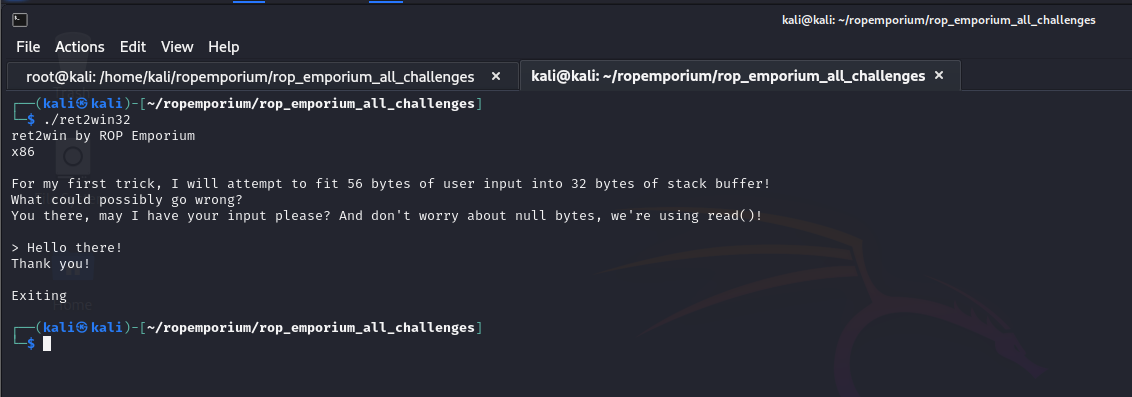 kali@kali: ~/ropemporium/rop_emporium_all_challenges
File Actions Edit View Help
root@kali: /home/kali/ropemporium/rop_emporium_all_challenges × kali@kali: ~/ropemporium/rop_emporium_all_challenges ×
┌──(kali㉿kali)-[~/ropemporium/rop_emporium_all_challenges]
└─$ ./ret2win32
ret2win by ROP Emporium
x86
For my first trick, I will attempt to fit 56 bytes of user input into 32 bytes of stack buffer!
What could possibly go wrong?
You there, may I have your input please? And don't worry about null bytes, we're using read()!
> Hello there!
Thank you!
Exiting
Home
┌──(kali㉿kali)-[~/ropemporium/rop_emporium_all_challenges]
└─$